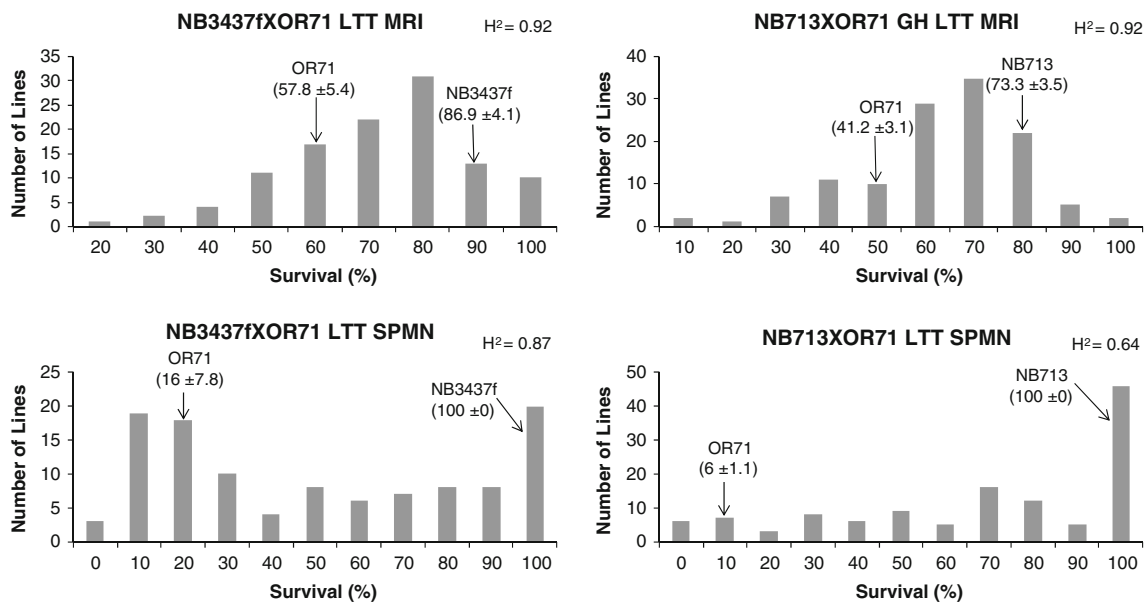 NB3437fXOR71 LTT MRI
H²= 0.92
35
30
25
20
15
10
5
0
Number of Lines
OR71
(57.8 ±5.4)
NB3437f
(86.9 ±4.1)
20 30 40 50 60 70 80 90 100
Survival (%)
NB713XOR71 GH LTT MRI
H²= 0.92
40
30
20
10
0
Number of Lines
OR71
(41.2 ±3.1)
NB713
(73.3 ±3.5)
10 20 30 40 50 60 70 80 90 100
Survival (%)
NB3437fXOR71 LTT SPMN
H²= 0.87
25
20
15
10
5
0
Number of Lines
OR71
(16 ±7.8)
NB3437f
(100 ±0)
0 10 20 30 40 50 60 70 80 90 100
Survival (%)
NB713XOR71 LTT SPMN
H²= 0.64
50
40
30
20
10
0
Number of Lines
OR71
(6 ±1.1)
NB713
(100 ±0)
0 10 20 30 40 50 60 70 80 90 100
Survival (%)